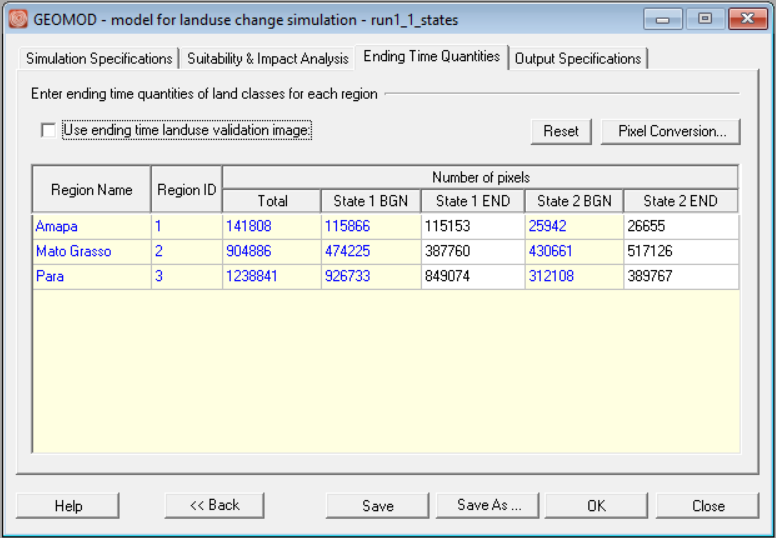 GEOMOD - model for landuse change simulation - run1_1_states
Simulation Specifications Suitability & Impact Analysis Ending Time Quantities Output Specifications
Enter ending time quantities of land classes for each region
Use ending time landuse validation image: Reset Pixel Conversion...
Region Name Region ID Number of pixels
Total State 1 BGN State 1 END State 2 BGN State 2 END
Amapa 1 141808 115866 115153 25942 26655
Mato Grasso 2 904886 474225 387760 430661 517126
Para 3 1238841 926733 849074 312108 389767
Help << Back Save Save As ... OK Close